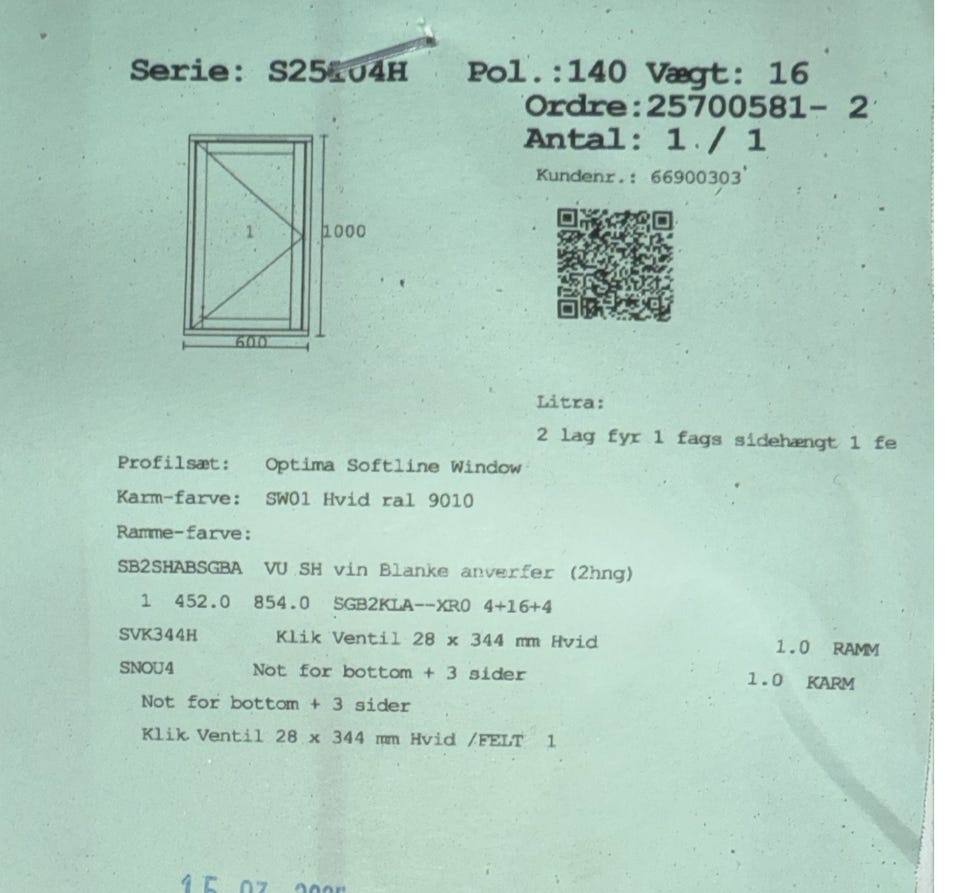 Serie: Pol.:140 Vægt: 16
Ordre:25700581- 2
Antal: 1 / 1
Kundenr.: 66900303
1
1000
600
Litra:
2 lag fyr 1 fags sidehængt 1 fe
Profilsæt: Optima Softline Window
Karm-farve: SW01 Hvid ral 9010
Ramme-farve:
SB2SHABSGBA VU SH vin Blanke anverfer (2hng)
1 452.0 854.0 SGB2KLA--XR0 4+16+4
SVK344H Klik Ventil 28 x 344 mm Hvid 1.0 RAMM
SNOU4 Not for bottom + 3 sider 1.0 KARM
Not for bottom + 3 sider
Klik Ventil 28 x 344 mm Hvid /FELT 1